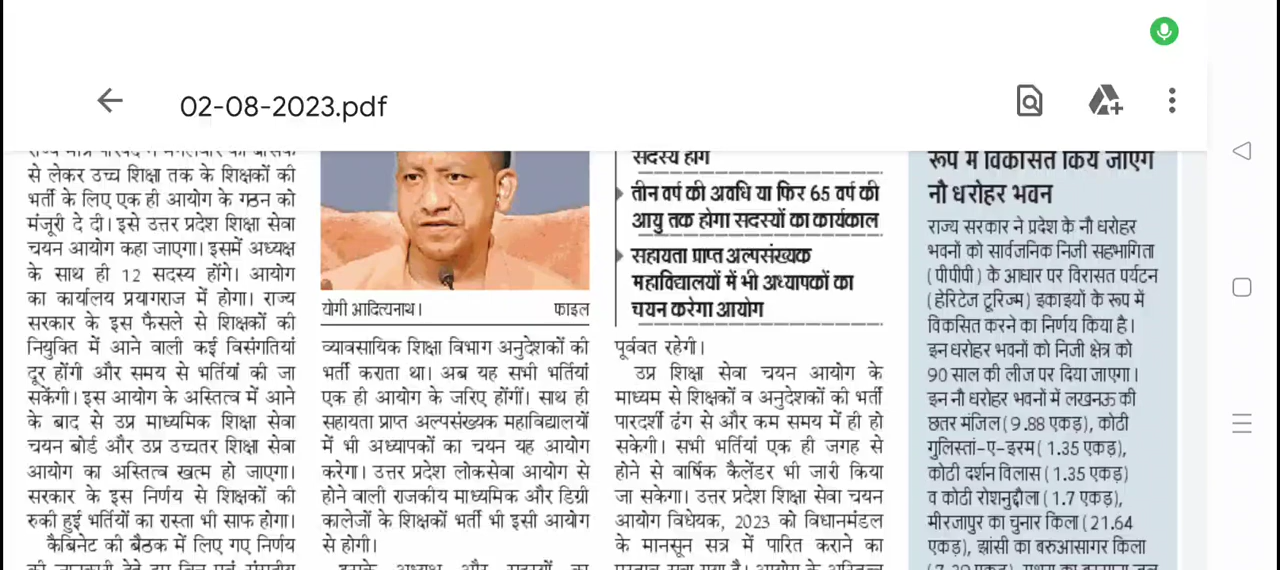 02-08-2023.pdf
से लेकर उच्च शिक्षा तक के शिक्षकों की
भर्ती के लिए एक ही आयोग के गठन को
मंजूरी दे दी। इसे उत्तर प्रदेश शिक्षा सेवा
चयन आयोग कहा जाएगा। इसमें अध्यक्ष
के साथ ही 12 सदस्य होंगे। आयोग
का कार्यालय प्रयागराज में होगा। राज्य
सरकार के इस फैसले से शिक्षकों की
नियुक्ति में आने वाली कई विसंगतियां
दूर होंगी और समय से भर्तियां की जा
सकेंगी। इस आयोग के अस्तित्व में आने
के बाद से उप्र माध्यमिक शिक्षा सेवा
चयन बोर्ड और उप्र उच्चतर शिक्षा सेवा
आयोग का अस्तित्व खत्म हो जाएगा।
सरकार के इस निर्णय से शिक्षकों की
रुकी हुई भर्तियों का रास्ता भी साफ होगा।
कैबिनेट की बैठक में लिए गए निर्णय
योगी आदित्यनाथ। फाइल
व्यावसायिक शिक्षा विभाग अनुदेशकों की
भर्ती कराता था। अब यह सभी भर्तियां
एक ही आयोग के जरिए होंगीं। साथ ही
सहायता प्राप्त अल्पसंख्यक महाविद्यालयों
में भी अध्यापकों का चयन यह आयोग
करेगा। उत्तर प्रदेश लोकसेवा आयोग से
होने वाली राजकीय माध्यमिक और डिग्री
कालेजों के शिक्षकों भर्ती भी इसी आयोग
से होगी।
सदस्य होंगे
तीन वर्ष की अवधि या फिर 65 वर्ष की
आयु तक होगा सदस्यों का कार्यकाल
सहायता प्राप्त अल्पसंख्यक
महाविद्यालयों में भी अध्यापकों का
चयन करेगा आयोग
पूर्ववत रहेगी।
उप्र शिक्षा सेवा चयन आयोग के
माध्यम से शिक्षकों व अनुदेशकों की भर्ती
पारदर्शी ढंग से और कम समय में ही हो
सकेगी। सभी भर्तियां एक ही जगह से
होने से वार्षिक कैलेंडर भी जारी किया
जा सकेगा। उत्तर प्रदेश शिक्षा सेवा चयन
आयोग विधेयक, 2023 को विधानमंडल
के मानसून सत्र में पारित कराने का
रूप में विकसित किये जाएंगे
नौ धरोहर भवन
राज्य सरकार ने प्रदेश के नौ धरोहर
भवनों को सार्वजनिक निजी सहभागिता
(पीपीपी) के आधार पर विरासत पर्यटन
(हेरिटेज टूरिज्म) इकाइयों के रूप में
विकसित करने का निर्णय किया है।
इन धरोहर भवनों को निजी क्षेत्र को
90 साल की लीज पर दिया जाएगा।
इन नौ धरोहर भवनों में लखनऊ की
छतर मंजिल (9.88 एकड़), कोठी
गुलिस्तां-ए-इरम (1.35 एकड़),
कोठी दर्शन विलास (1.35 एकड़)
व कोठी रोशनुद्दौला (1.7 एकड़),
मीरजापुर का चुनार किला (21.64
एकड़), झांसी का बरुआसागर किला